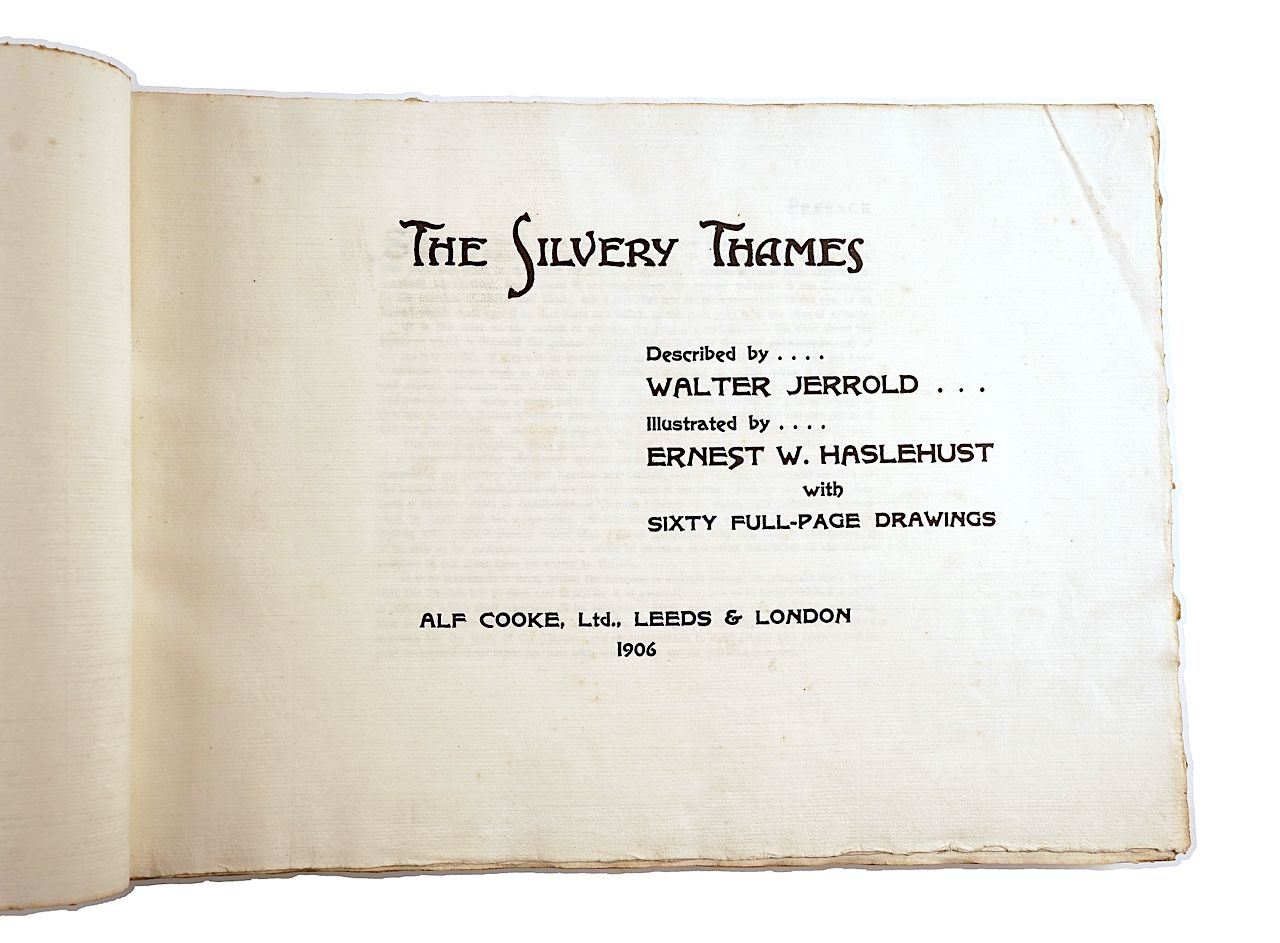 THE SILVERY THAMES
Described by . . . .
WALTER JERROLD . . .
Illustrated by . . . .
ERNEST W. HASLEHUST
with
SIXTY FULL-PAGE DRAWINGS
ALF COOKE, Ltd., LEEDS & LONDON
1906
PREFACE